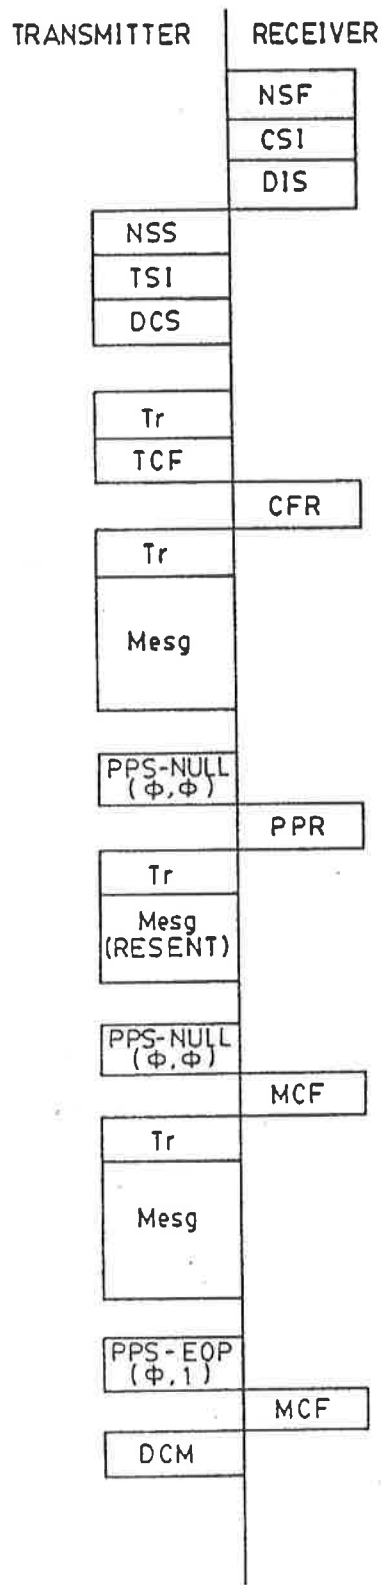 TRANSMITTER RECEIVER
NSF
CSI
DIS
NSS
TSI
DCS
Tr
TCF
CFR
Tr
Mesg
PPS-NULL
(Φ,Φ)
PPR
Tr
Mesg
(RESENT)
PPS-NULL
(Φ,Φ)
MCF
Tr
Mesg
PPS-EOP
(Φ,1)
MCF
DCM